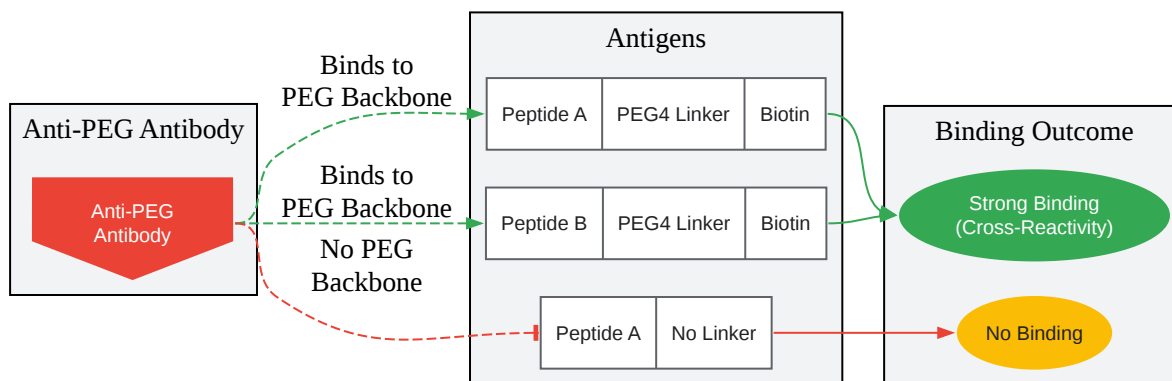 Anti-PEG Antibody
Anti-PEG
Antibody
Binds to
PEG Backbone
Binds to
PEG Backbone
No PEG
Backbone
Antigens
Peptide A PEG4 Linker Biotin
Peptide B PEG4 Linker Biotin
Peptide A No Linker
Binding Outcome
Strong Binding
(Cross-Reactivity)
No Binding